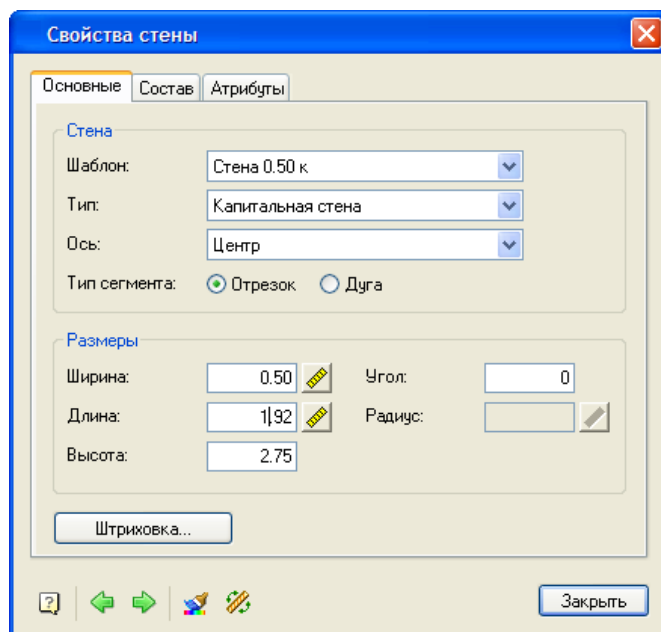 Свойства стены
Основные Состав Атрибуты
Стена
Шаблон: Стена 0.50 к
Тип: Капитальная стена
Ось: Центр
Тип сегмента: Отрезок Дуга
Размеры
Ширина: 0.50 Угол: 0
Длина: 1.92 Радиус:
Высота: 2.75
Штриховка...
? Закрыть